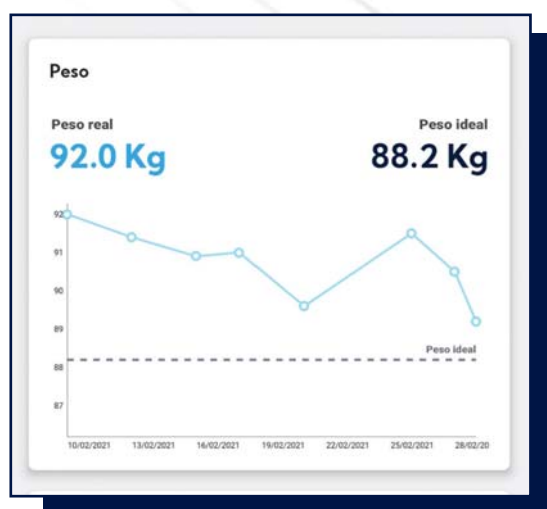 Peso
Peso real
Peso ideal
92.0 Kg
88.2 Kg
92
91
90
89
Peso ideal
88
87
10/02/2021 13/02/2021 16/02/2021 19/02/2021 22/02/2021 25/02/2021 28/02/20